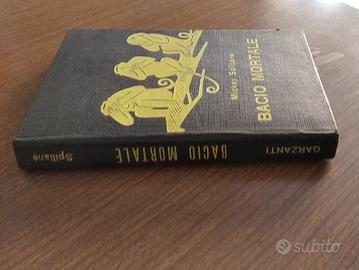 Mickey Spillane
BACIO MORTALE
GARZANTI
BACIO MORTALE
Spillane
subito